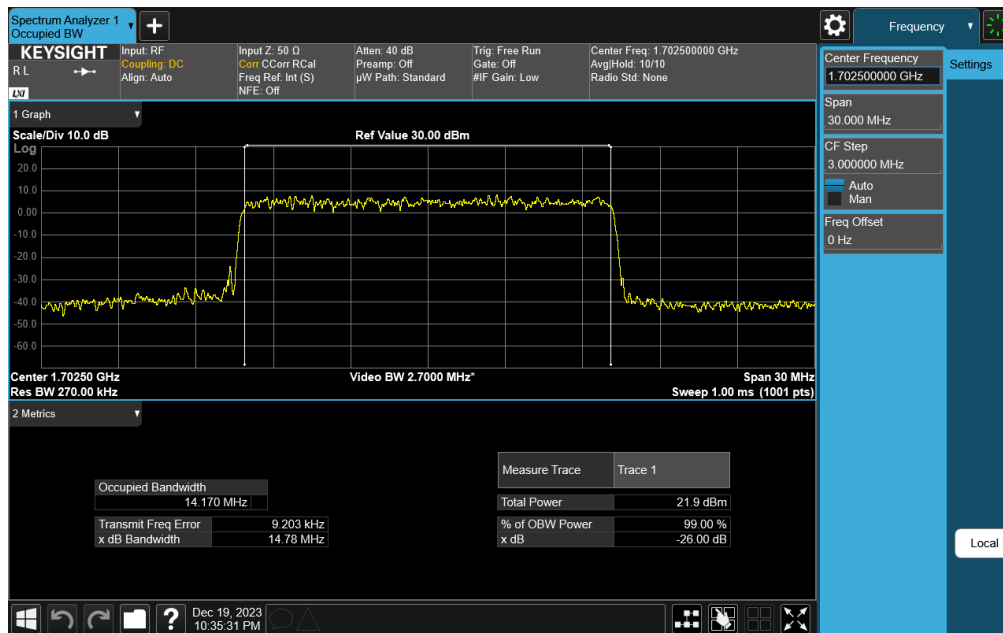 Spectrum Analyzer 1
Occupied BW
Frequency
KEYSIGHT
R L
LXI
Input: RF
Coupling: DC
Align: Auto
Input Z: 50 Ω
Corr CCorr RCal
Freq Ref: Int (S)
NFE: Off
Atten: 40 dB
Preamp: Off
µW Path: Standard
Trig: Free Run
Gate: Off
#IF Gain: Low
Center Freq: 1.702500000 GHz
Avg|Hold: 10/10
Radio Std: None
Center Frequency
1.702500000 GHz
Settings
Span
30.000 MHz
CF Step
3.000000 MHz
Auto
Man
Freq Offset
0 Hz
1 Graph
Scale/Div 10.0 dB
Ref Value 30.00 dBm
Log
20.0
10.0
0.00
-10.0
-20.0
-30.0
-40.0
-50.0
-60.0
Center 1.70250 GHz
Video BW 2.7000 MHz*
Span 30 MHz
Res BW 270.00 kHz
Sweep 1.00 ms (1001 pts)
2 Metrics
Measure Trace
Trace 1
Occupied Bandwidth
14.170 MHz
Total Power
21.9 dBm
Transmit Freq Error
9.203 kHz
% of OBW Power
99.00 %
x dB Bandwidth
14.78 MHz
x dB
-26.00 dB
Local
?
Dec 19, 2023
10:35:31 PM